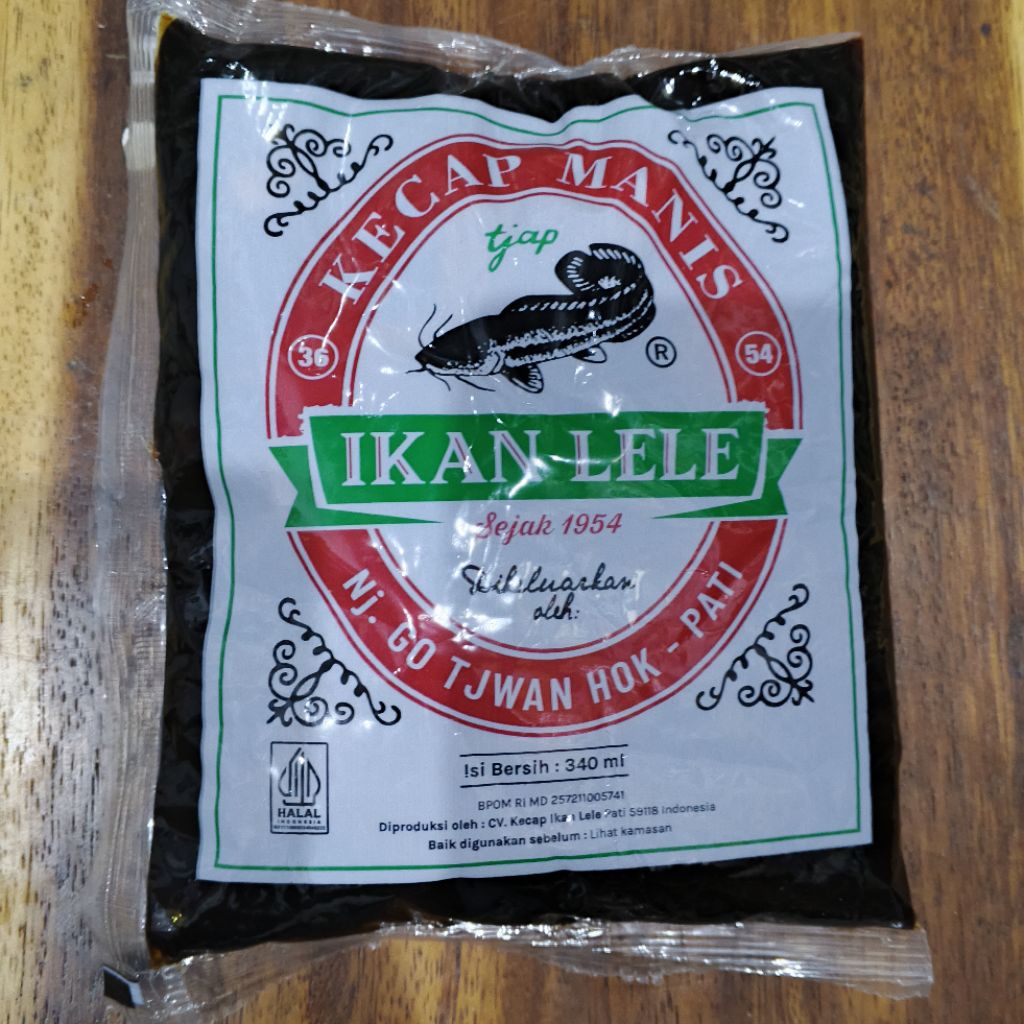 KECAP MANIS
tjap
®
36
54
IKAN LELE
Sejak 1954
Dikeluarkan
oleh:
Nj. GO TJWAN HOK - PATI
Isi Bersih : 340 ml
BPOM RI MD 257211005741
Diproduksi oleh : CV. Kecap Ikan Lele Pati 59118 Indonesia
Baik digunakan sebelum : Lihat kamasan
HALAL
INDONESIA